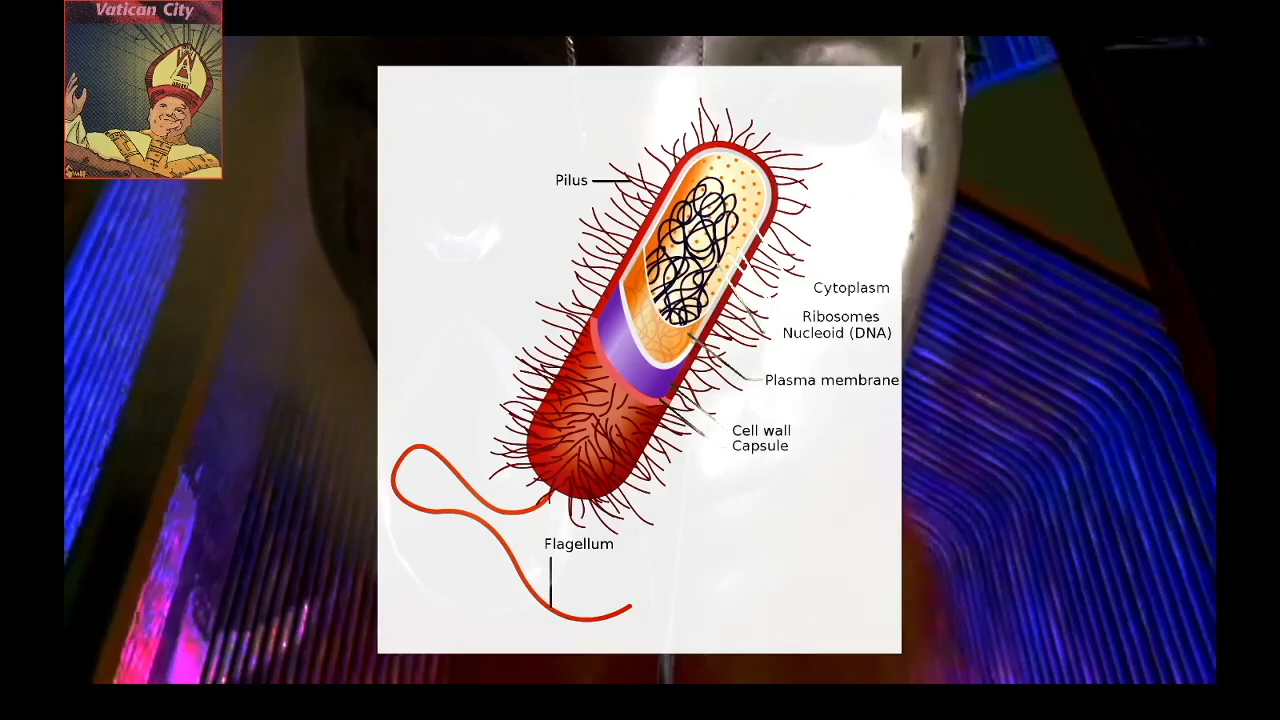 Vatican City
Pilus
Cytoplasm
Ribosomes
Nucleoid (DNA)
Plasma membrane
Cell wall
Capsule
Flagellum